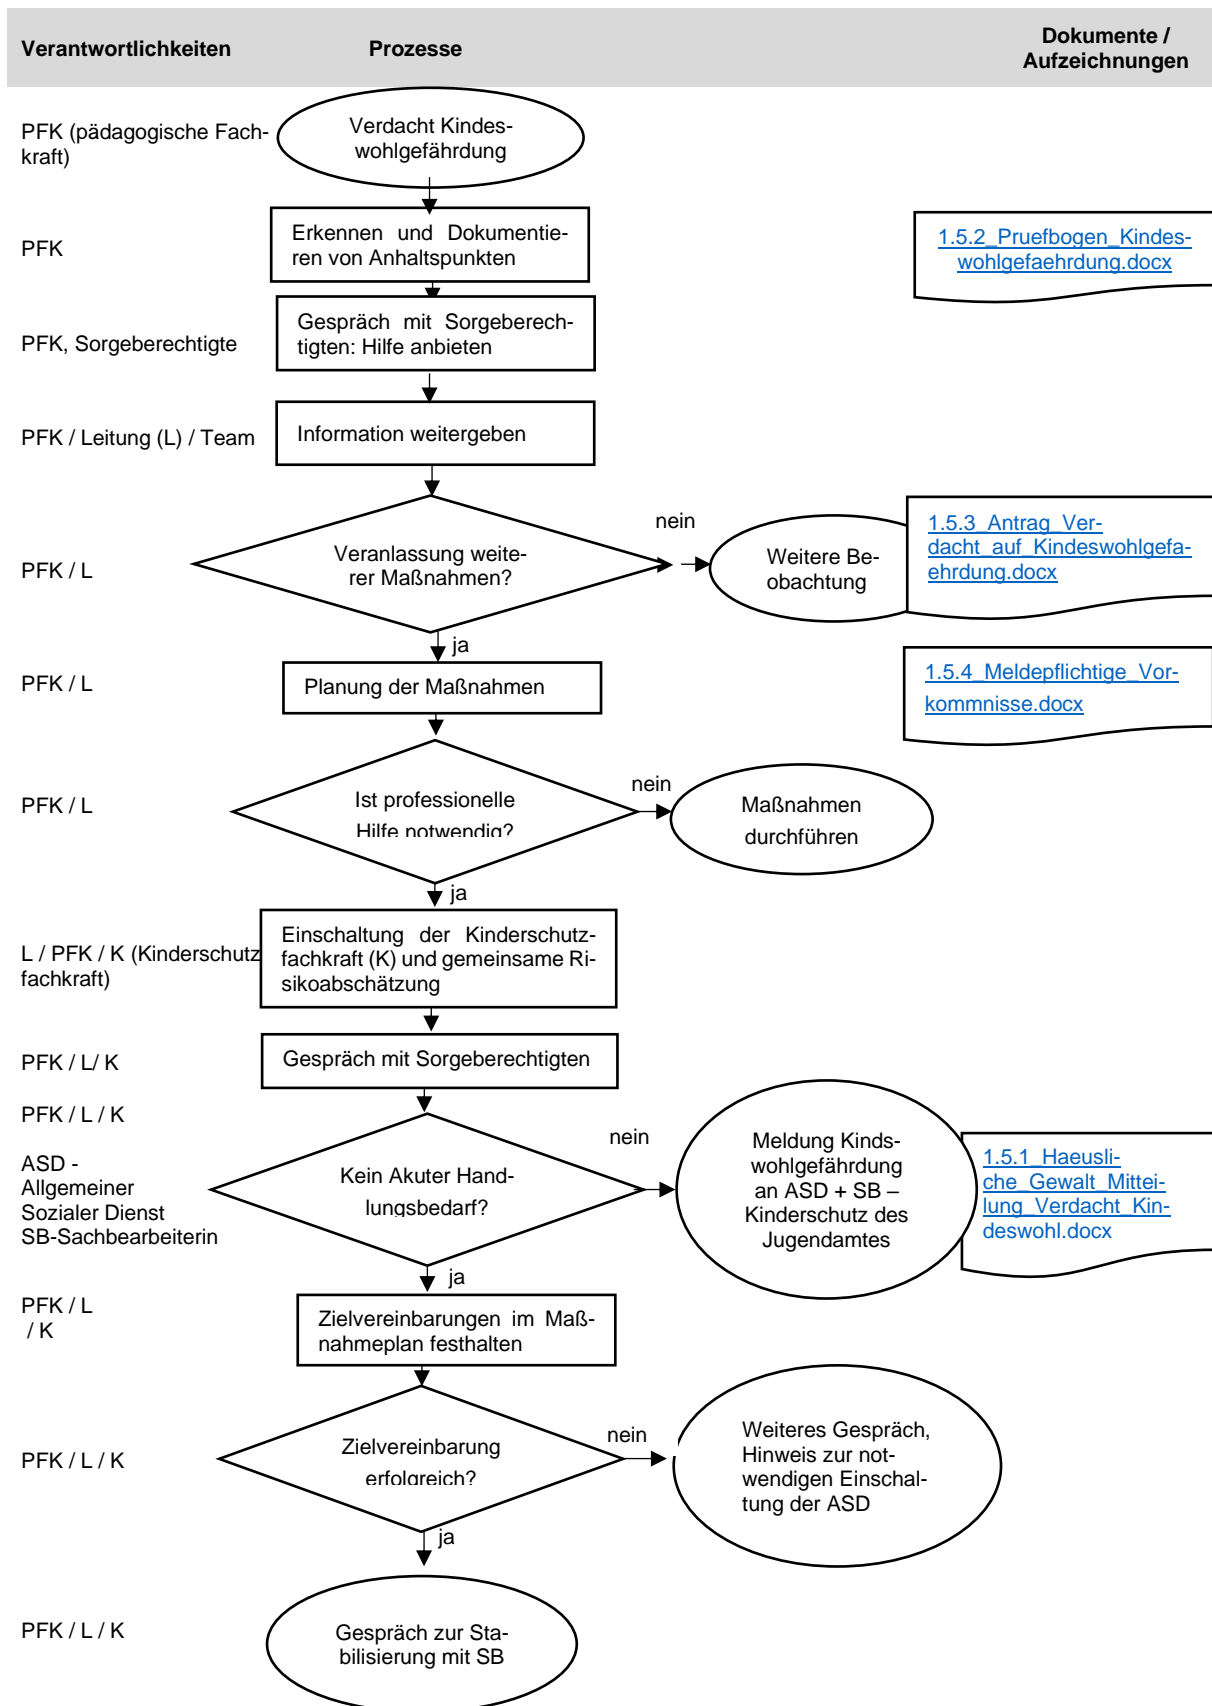 Verantwortlichkeiten
Prozesse
Dokumente /
Aufzeichnungen
PFK (pädagogische Fach-
kraft)
Verdacht Kindes-
wohlgefährdung
PFK
Erkennen und Dokumentie-
ren von Anhaltspunkten
1.5.2_Pruefbogen_Kindes-
wohlgefaehrdung.docx
PFK, Sorgeberechtigte
Gespräch mit Sorgeberech-
tigten: Hilfe anbieten
PFK / Leitung (L) / Team
Information weitergeben
PFK / L
Veranlassung weite-
rer Maßnahmen?
nein
Weitere Be-
obachtung
1.5.3_Antrag_Ver-
dacht_auf_Kindeswohlgefa-
ehrdung.docx
ja
PFK / L
Planung der Maßnahmen
1.5.4_Meldepflichtige_Vor-
kommnisse.docx
PFK / L
Ist professionelle
Hilfe notwendig?
nein
Maßnahmen
durchführen
ja
L / PFK / K (Kinderschutz
fachkraft)
Einschaltung der Kinderschutz-
fachkraft (K) und gemeinsame Ri-
sikoabschätzung
PFK / L/ K
Gespräch mit Sorgeberechtigten
PFK / L / K
ASD -
Allgemeiner
Sozialer Dienst
SB-Sachbearbeiterin
Kein Akuter Hand-
lungsbedarf?
nein
Meldung Kinds-
wohlgefährdung
an ASD + SB –
Kinderschutz des
Jugendamtes
1.5.1_Haeusli-
che_Gewalt_Mittei-
lung_Verdacht_Kin-
deswohl.docx
ja
PFK / L
/ K
Zielvereinbarungen im Maß-
nahmeplan festhalten
PFK / L / K
Zielvereinbarung
erfolgreich?
nein
Weiteres Gespräch,
Hinweis zur not-
wendigen Einschal-
tung der ASD
ja
PFK / L / K
Gespräch zur Sta-
bilisierung mit SB